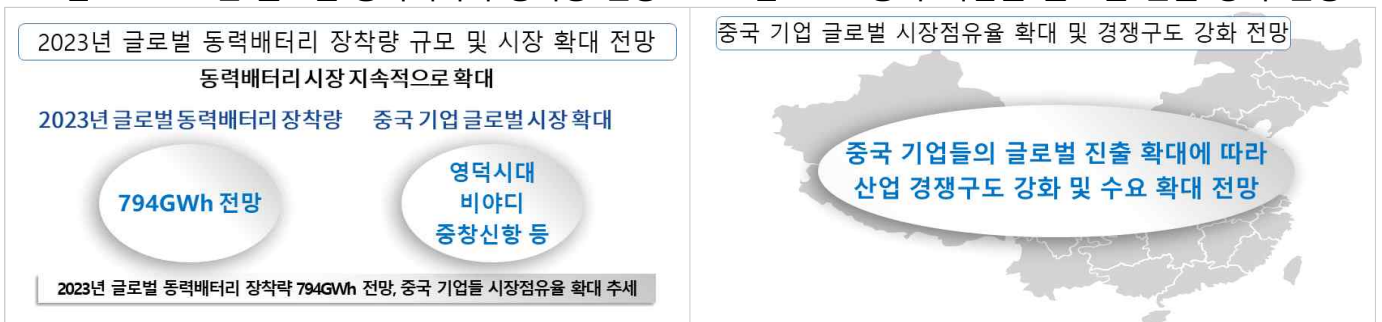 2023년 글로벌 동력배터리 장착량 규모 및 시장 확대 전망
동력배터리 시장 지속적으로 확대
2023년 글로벌 동력배터리 장착량
794GWh 전망
중국 기업 글로벌 시장 확대
영덕시대
비야디
중창신항 등
2023년 글로벌 동력배터리 장착략 794GWh 전망, 중국 기업들 시장점유율 확대 추세
중국 기업 글로벌 시장점유율 확대 및 경쟁구도 강화 전망
중국 기업들의 글로벌 진출 확대에 따라
산업 경쟁구도 강화 및 수요 확대 전망